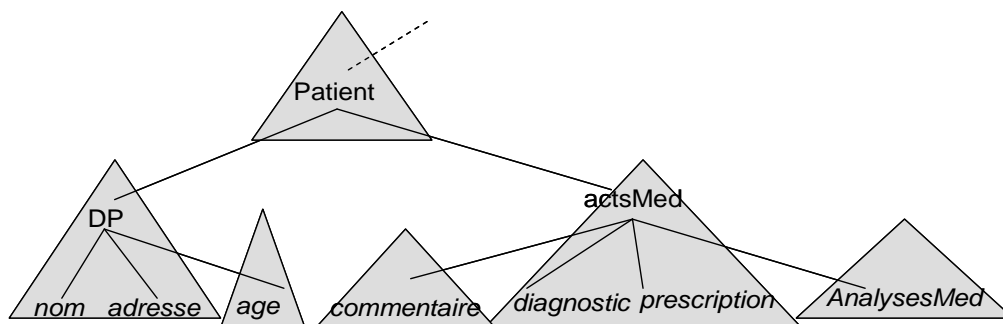 Patient
DP
actsMed
nom adresse age commentaire diagnostic prescription AnalysesMed